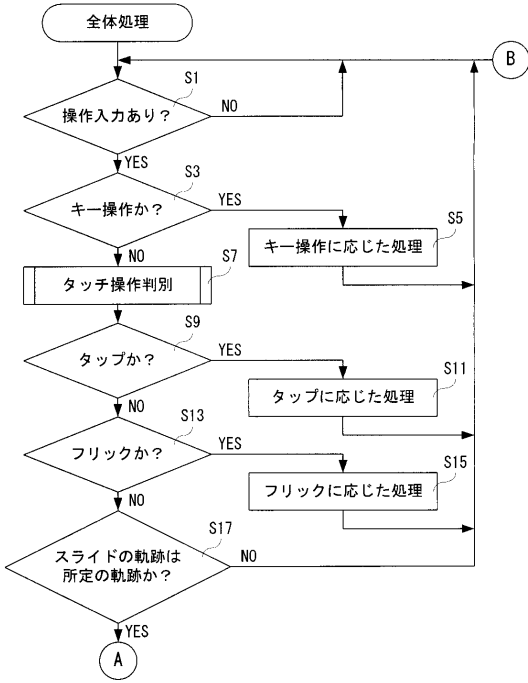 全体処理
B
S1
操作入力あり?
NO
YES
S3
キー操作か?
YES
S5
キー操作に応じた処理
NO
S7
タッチ操作判別
S9
タップか?
YES
S11
タップに応じた処理
NO
S13
フリックか?
YES
S15
フリックに応じた処理
NO
S17
スライドの軌跡は
所定の軌跡か?
NO
YES
A